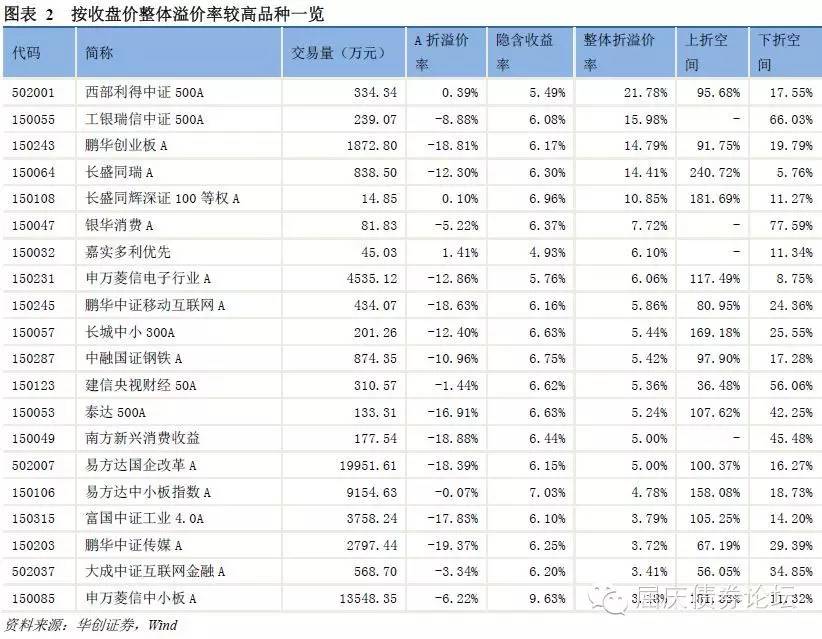 图表 2 按收盘价整体溢价率较高品种一览
代码 简称 交易量（万元） A 折溢价率 隐含收益率 整体折溢价率 上折空间 下折空间
502001 西部利得中证 500A 334.34 0.39% 5.49% 21.78% 95.68% 17.55%
150055 工银瑞信中证 500A 239.07 -8.88% 6.08% 15.98% - 66.03%
150243 鹏华创业板 A 1872.80 -18.81% 6.17% 14.79% 91.75% 19.79%
150064 长盛同瑞 A 838.50 -12.30% 6.30% 14.41% 240.72% 5.76%
150108 长盛同辉深证 100 等权 A 14.85 0.10% 6.96% 10.85% 181.69% 11.27%
150047 银华消费 A 81.83 -5.22% 6.37% 7.72% - 77.59%
150032 嘉实多利优先 45.03 1.41% 4.93% 6.10% - 11.34%
150231 申万菱信电子行业 A 4535.12 -12.86% 5.76% 6.06% 117.49% 8.75%
150245 鹏华中证移动互联网 A 434.07 -18.63% 6.16% 5.86% 80.95% 24.36%
150057 长城中小 300A 201.26 -12.40% 6.63% 5.44% 169.18% 25.55%
150287 中融国证钢铁 A 874.35 -10.96% 6.75% 5.42% 97.90% 17.28%
150123 建信央视财经 50A 310.57 -1.44% 6.62% 5.36% 36.48% 56.06%
150053 泰达 500A 133.31 -16.91% 6.63% 5.24% 107.62% 42.25%
150049 南方新兴消费收益 177.54 -18.88% 6.44% 5.00% - 45.48%
502007 易方达国企改革 A 19951.61 -18.39% 6.15% 5.00% 100.37% 16.27%
150106 易方达中小板指数 A 9154.63 -0.07% 7.03% 4.78% 158.08% 18.73%
150315 富国中证工业 4.0A 3758.24 -17.83% 6.10% 3.79% 105.25% 14.20%
150203 鹏华中证传媒 A 2797.44 -19.37% 6.25% 3.72% 67.19% 29.39%
502037 大成中证互联网金融 A 568.70 -3.34% 6.20% 3.41% 56.05% 34.85%
150085 申万菱信中小板 A 13548.35 -6.22% 9.63%
屈庆债券论坛
资料来源：华创证券，Wind